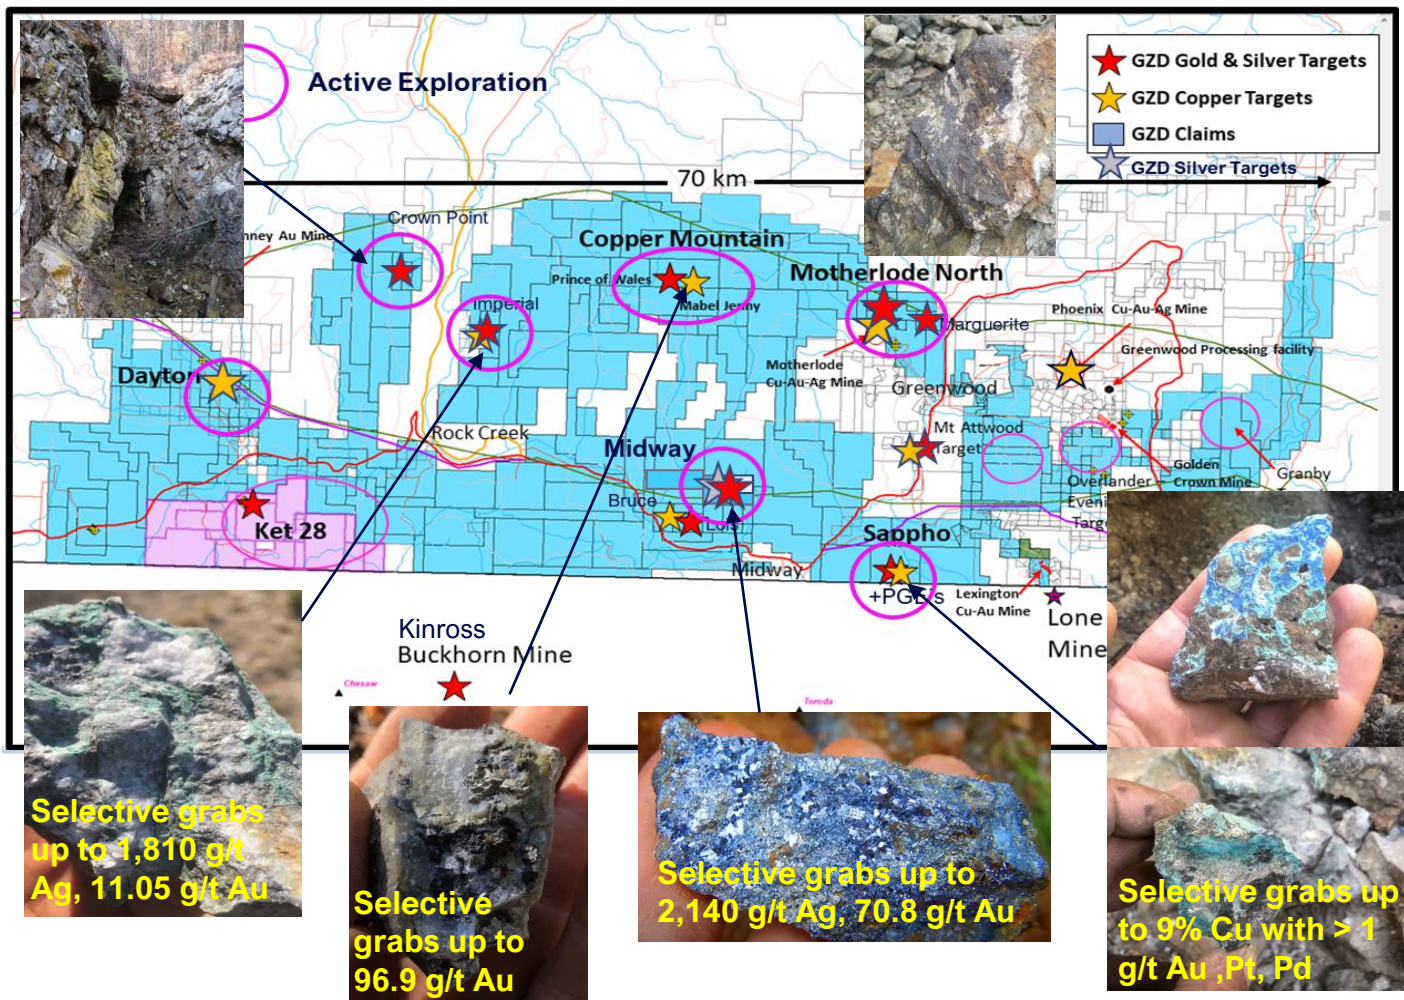 Active Exploration
GZD Gold & Silver Targets
GZD Copper Targets
GZD Claims
GZD Silver Targets
70 km
Crown Point
nney Au Mine
Copper Mountain
Prince of Wales
Mabel Jenny
Motherlode North
Imperial
Marguerite
Phoenix Cu-Au-Ag Mine
Greenwood Processing facility
Motherlode
Cu-Au-Ag Mine
Greenwood
Dayton
Rock Creek
Mt Attwood
Target
Midway
Overlander
Golden
Crown Mine
Granby
Bruce
Lois
Ket 28
Sappho
Midway
+PGE's
Lexington
Cu-Au Mine
Lone
Mine
Kinross
Buckhorn Mine
Chesaw
Toroda
Selective grabs
up to 1,810 g/t
Ag, 11.05 g/t Au
Selective
grabs up to
96.9 g/t Au
Selective grabs up to
2,140 g/t Ag, 70.8 g/t Au
Selective grabs up
to 9% Cu with > 1
g/t Au ,Pt, Pd